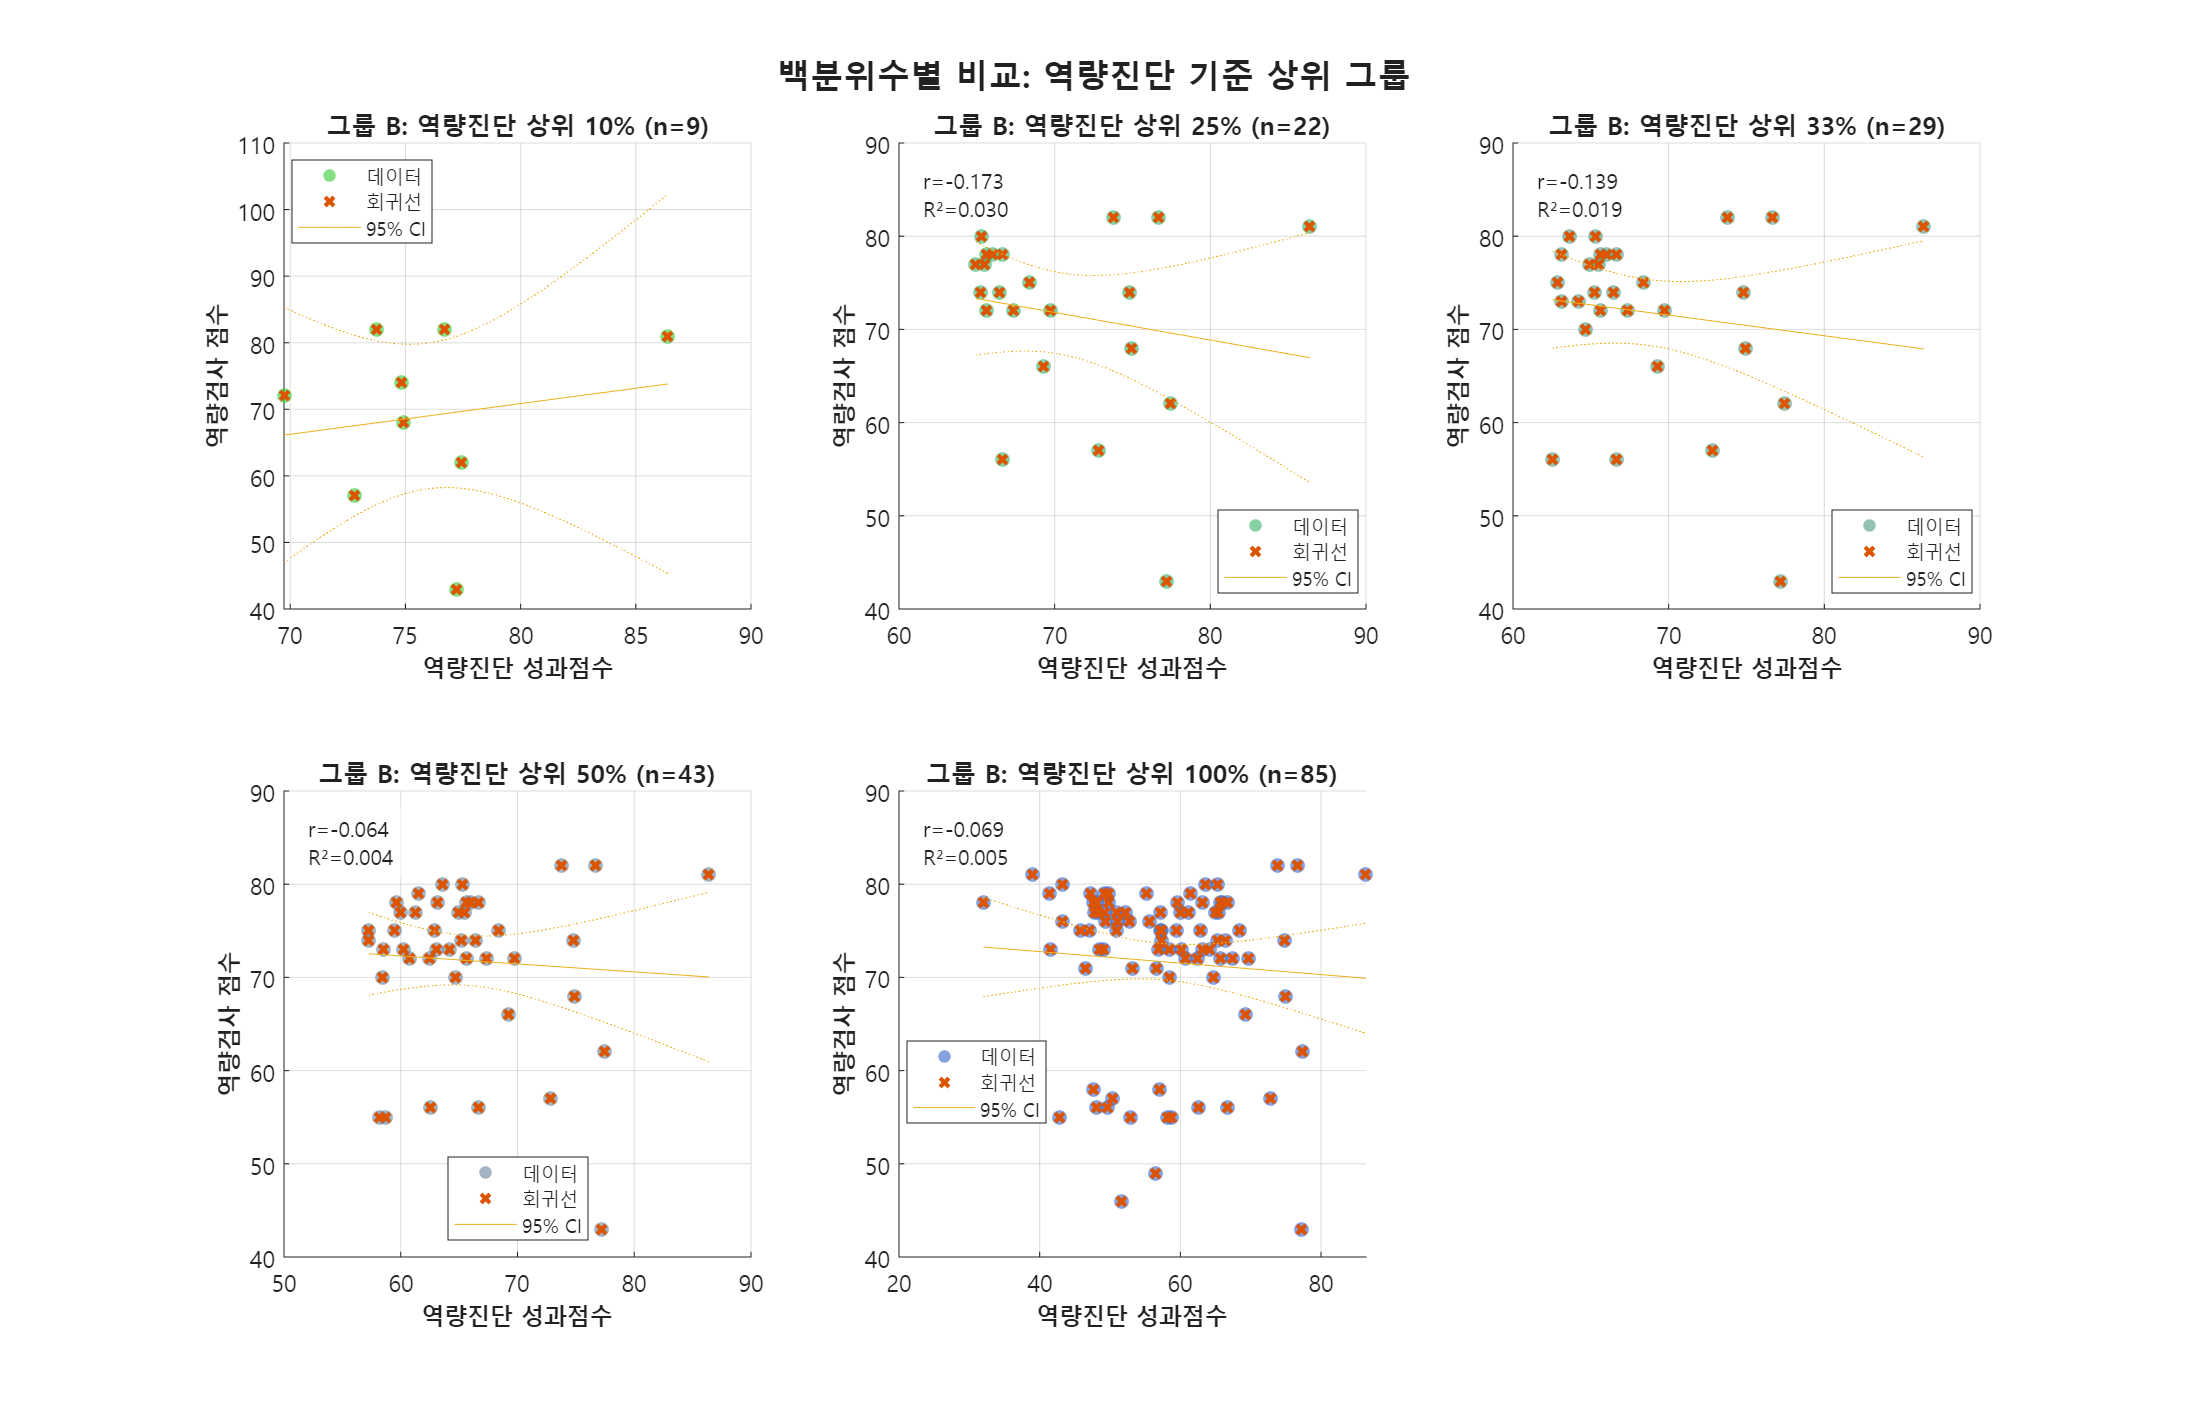 백분위수별 비교: 역량진단 기준 상위 그룹
그룹 B: 역량진단 상위 10% (n=9)
110
100
90
80
70
60
50
40
70
75
80
85
90
역량검사 점수
역량진단 성과점수
데이터
회귀선
95% CI
그룹 B: 역량진단 상위 25% (n=22)
r=-0.173
R²=0.030
90
80
70
60
50
40
60
70
80
90
역량검사 점수
역량진단 성과점수
데이터
회귀선
95% CI
그룹 B: 역량진단 상위 33% (n=29)
r=-0.139
R²=0.019
90
80
70
60
50
40
60
70
80
90
역량검사 점수
역량진단 성과점수
데이터
회귀선
95% CI
그룹 B: 역량진단 상위 50% (n=43)
r=-0.064
R²=0.004
90
80
70
60
50
40
50
60
70
80
90
역량검사 점수
역량진단 성과점수
데이터
회귀선
95% CI
그룹 B: 역량진단 상위 100% (n=85)
r=-0.069
R²=0.005
90
80
70
60
50
40
20
40
60
80
역량검사 점수
역량진단 성과점수
데이터
회귀선
95% CI